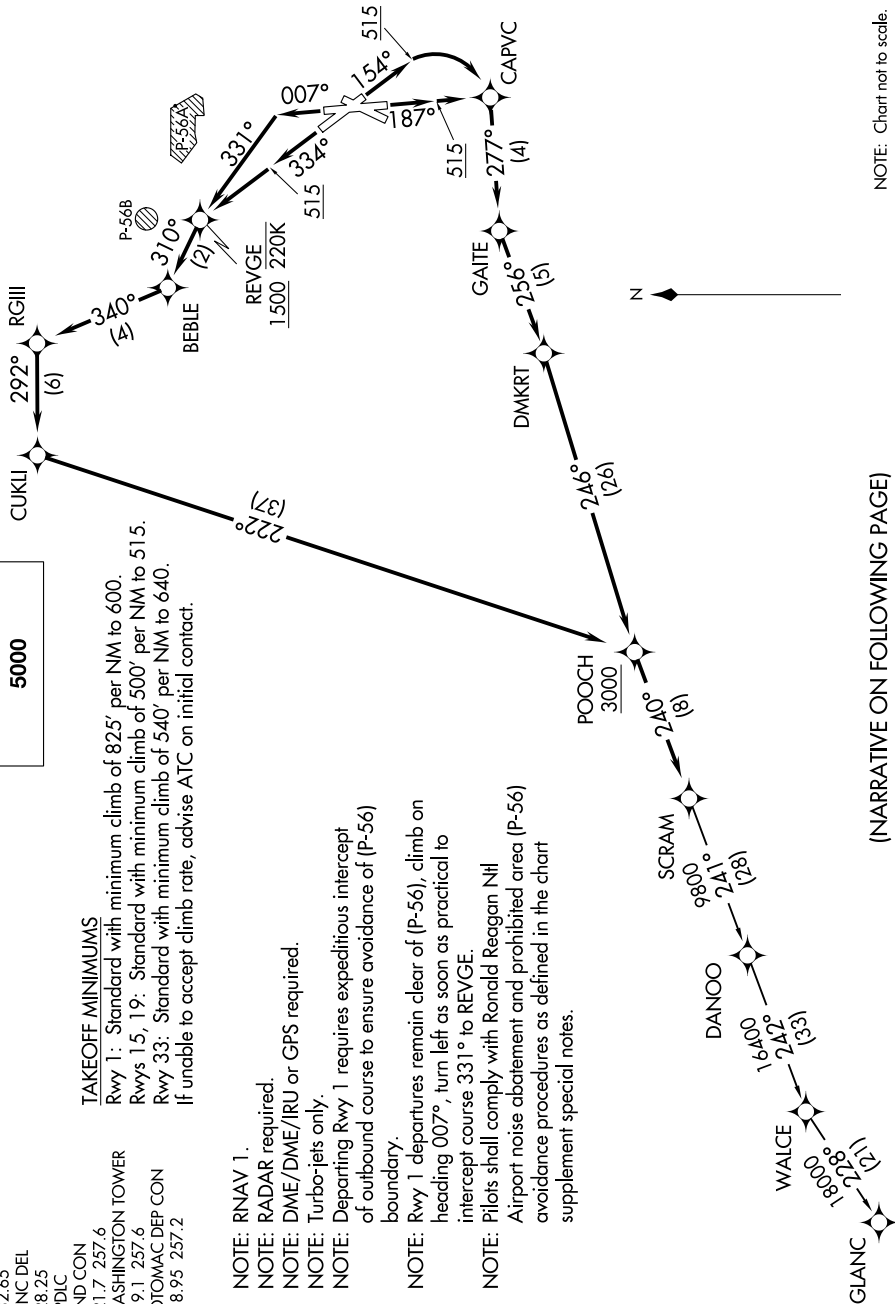 5000
2.65
NC DEL
28.25
PDLC
ND CON
1.7 257.6
ASHINGTON TOWER
9.1 257.6
OTOMAC DEP CON
8.95 257.2
TAKEOFF MINIMUMS
Rwy 1: Standard with minimum climb of 825' per NM to 600.
Rwys 15, 19: Standard with minimum climb of 500' per NM to 515.
Rwy 33: Standard with minimum climb of 540' per NM to 640.
If unable to accept climb rate, advise ATC on initial contact.
NOTE: RNAV 1.
NOTE: RADAR required.
NOTE: DME/DME/IRU or GPS required.
NOTE: Turbo-jets only.
NOTE: Departing Rwy 1 requires expeditious intercept
of outbound course to ensure avoidance of (P-56)
boundary.
NOTE: Rwy 1 departures remain clear of (P-56), climb on
heading 007°, turn left as soon as practical to
intercept course 331° to REVGE.
NOTE: Pilots shall comply with Ronald Reagan Ntl
Airport noise abatement and prohibited area (P-56)
avoidance procedures as defined in the chart
supplement special notes.
CUKLI
292°
(6)
RGIII
340°
(4)
BEBLE
310°
(2)
P-56B
P-56A
REVGE
1500 220K
331°
007°
334°
515
154°
515
187°
515
CAPVC
277°
(4)
GAITE
256°
(5)
DMKRT
246°
(26)
222°
(37)
POOCH
3000
240°
(8)
SCRAM
9800
241°
(28)
DANOO
16400
242°
(33)
WALCE
18000
228°
(21)
GLANC
N
NOTE: Chart not to scale.
(NARRATIVE ON FOLLOWING PAGE)